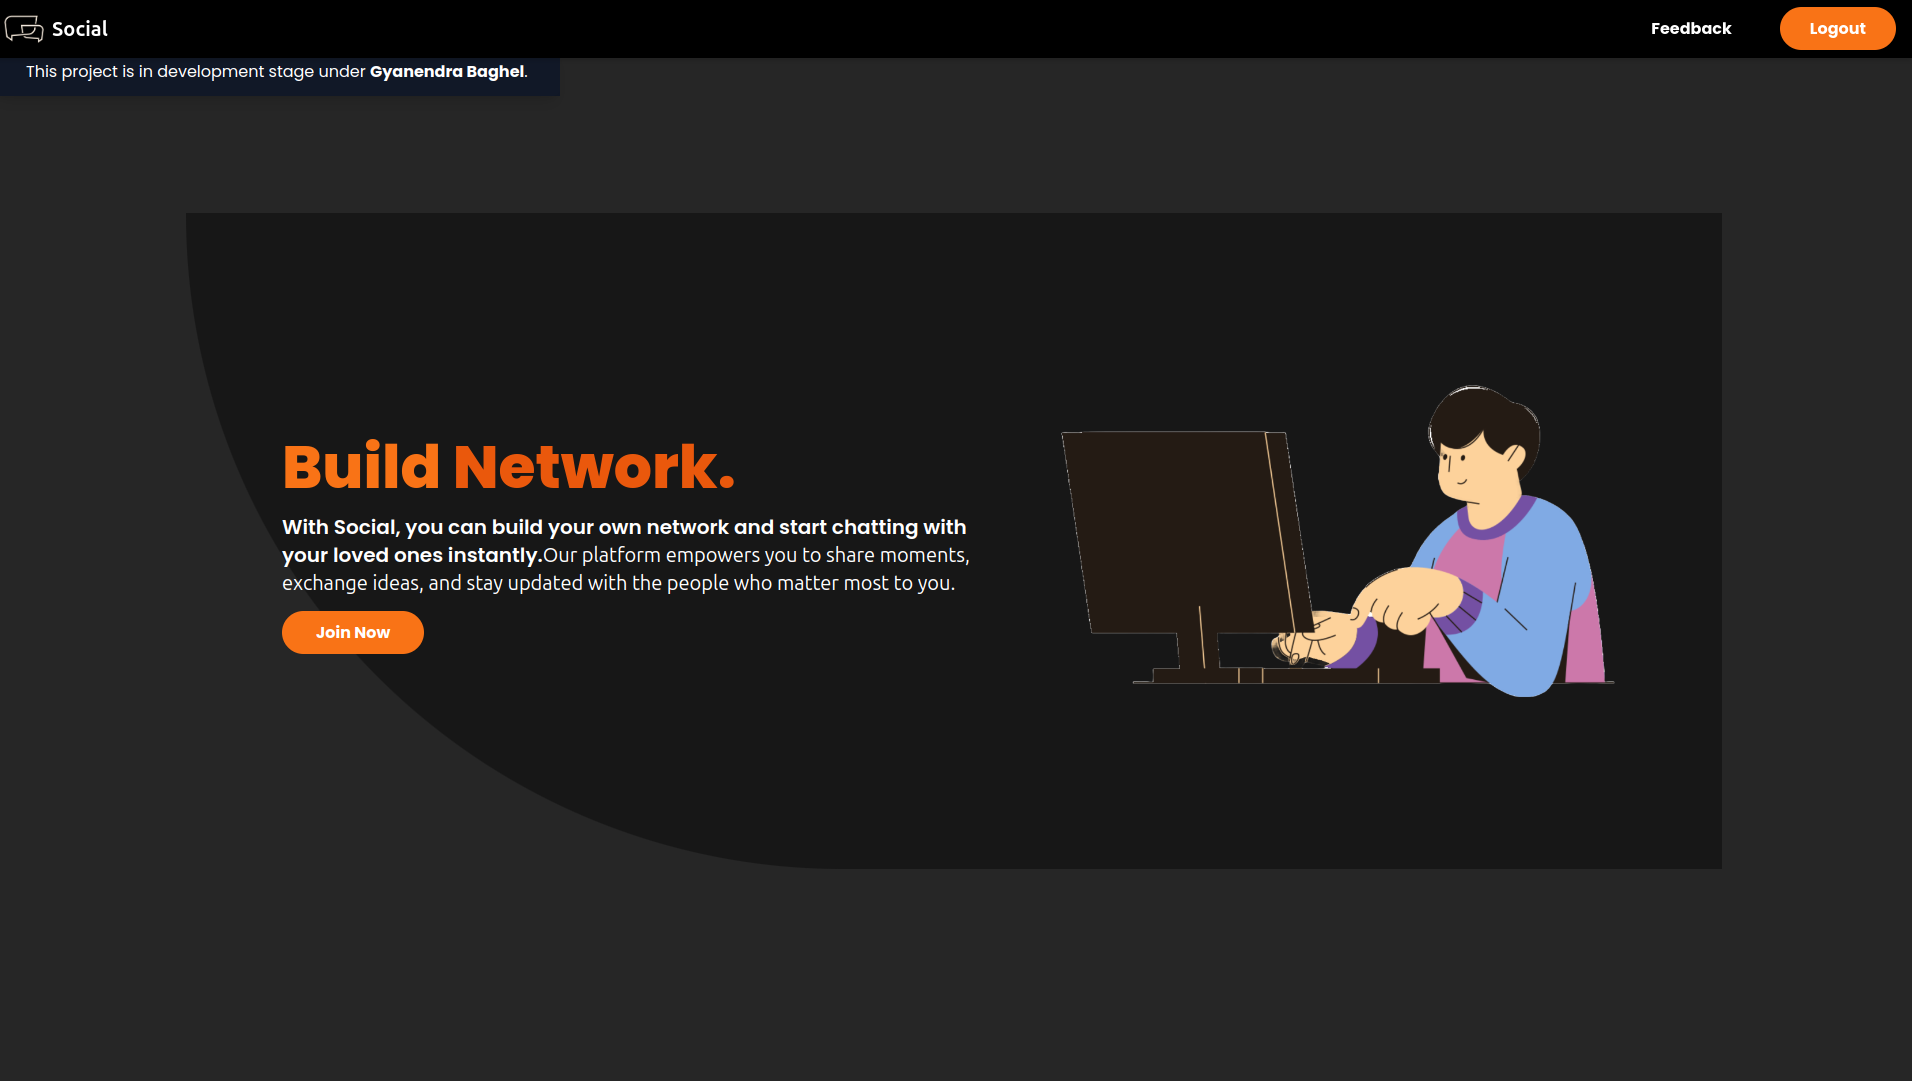 Social
Feedback
Logout
This project is in development stage under Gyanendra Baghel.
Build Network.
With Social, you can build your own network and start chatting with
your loved ones instantly.Our platform empowers you to share moments,
exchange ideas, and stay updated with the people who matter most to you.
Join Now